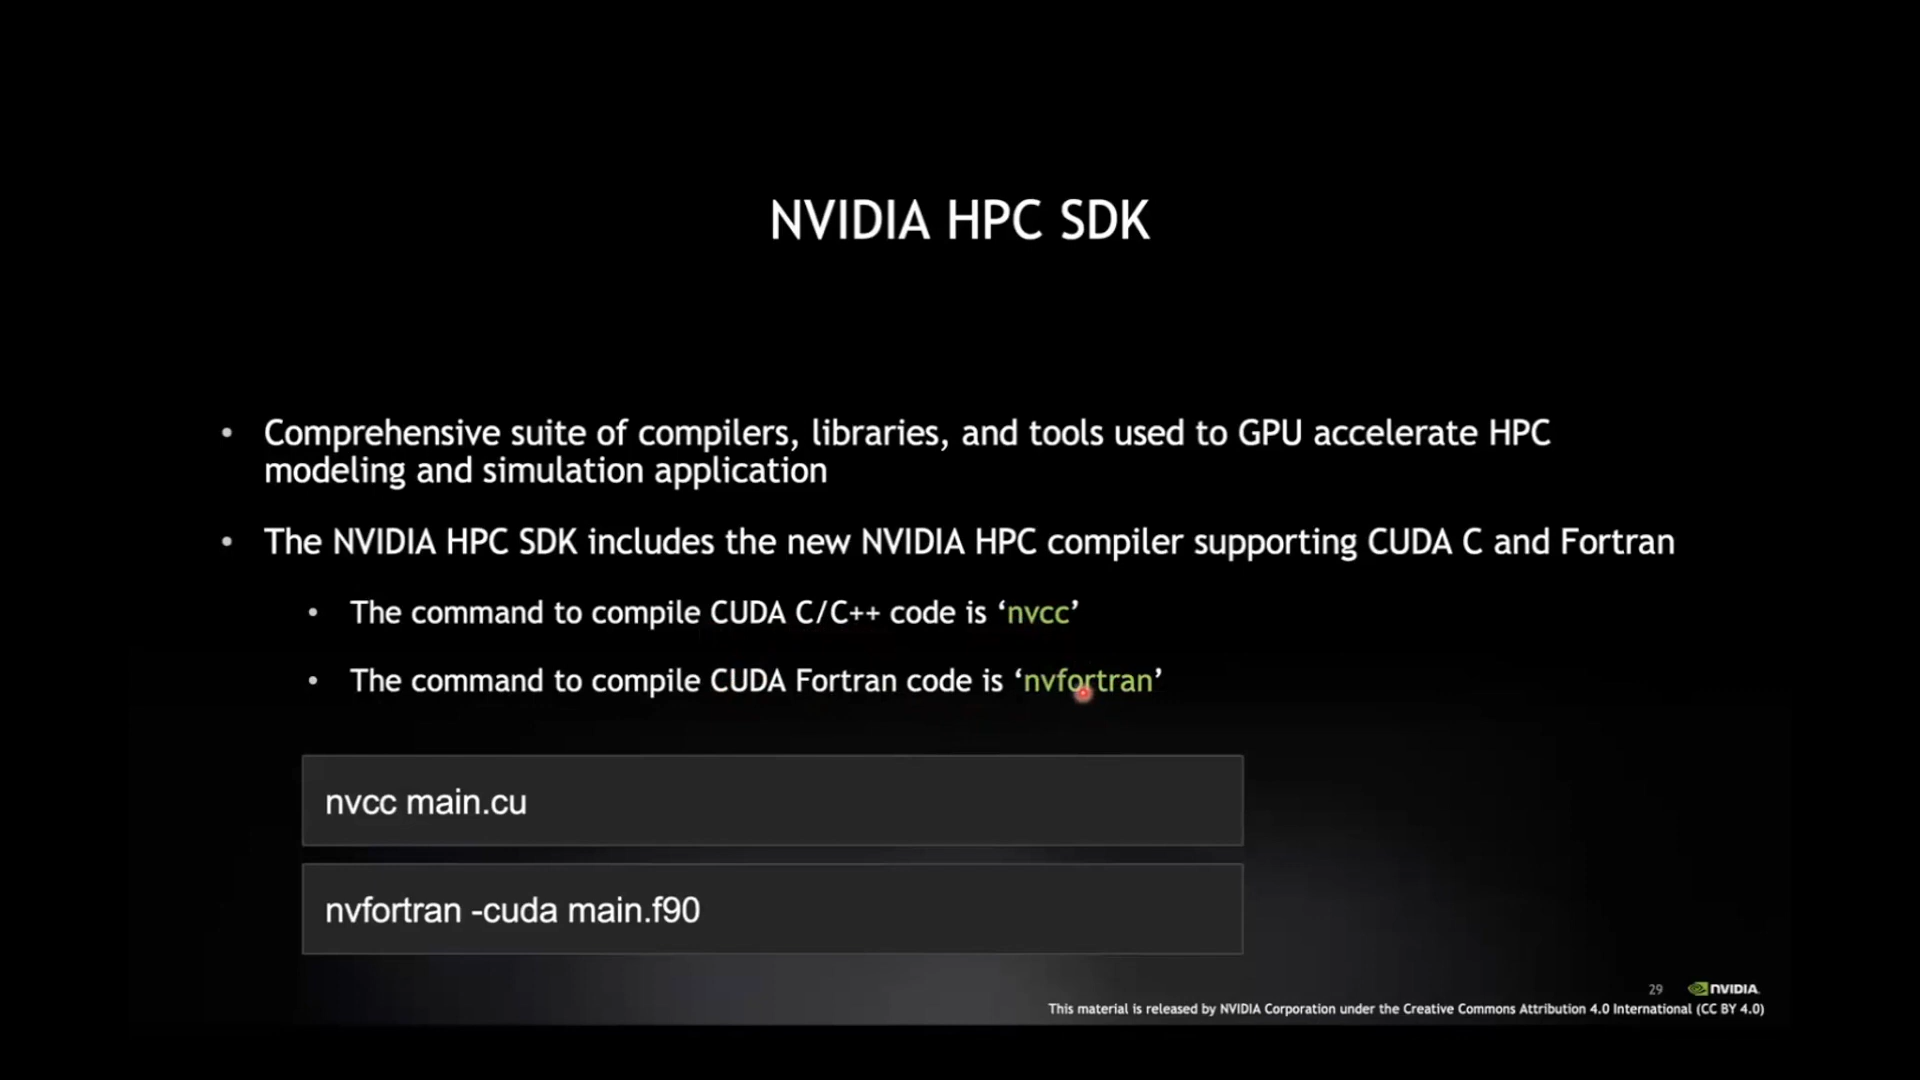 NVIDIA HPC SDK
• Comprehensive suite of compilers, libraries, and tools used to GPU accelerate HPC
modeling and simulation application
• The NVIDIA HPC SDK includes the new NVIDIA HPC compiler supporting CUDA C and Fortran
• The command to compile CUDA C/C++ code is ‘nvcc’
• The command to compile CUDA Fortran code is ‘nvfortran’
nvcc main.cu
nvfortran -cuda main.f90
29 NVIDIA.
This material is released by NVIDIA Corporation under the Creative Commons Attribution 4.0 International (CC BY 4.0)